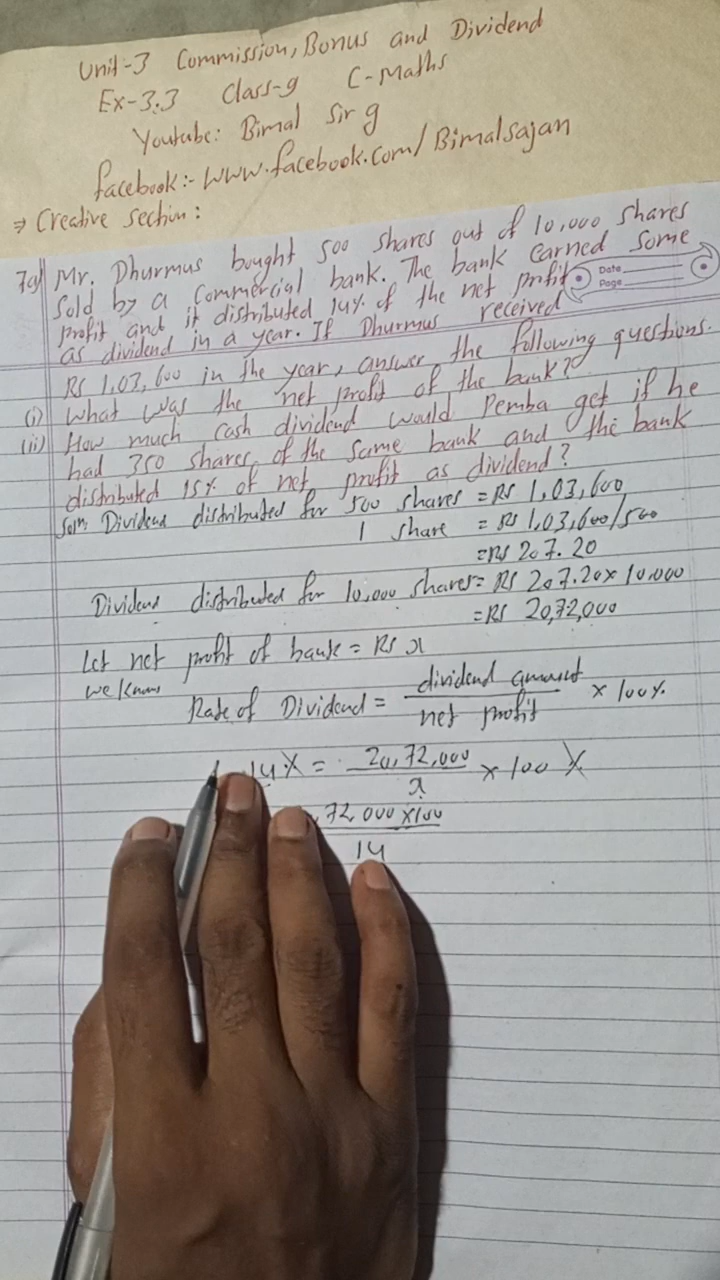 Unit-3 Commission, Bonus and Dividend
Ex-3.3 Class-9 C-Maths
Youtube: Bimal Sir g
facebook:- www.facebook.com/Bimalsajan
⇒ Creative section:
7a) Mr. Dhurmus bought 500 shares out of 10,000 shares
sold by a commercial bank. The bank earned some
profit and it distributed 14% of the net profit
Date
Page
as dividend in a year. If Dhurmus received
RS 1,03,600 in the year, answer the following questions.
(i) What was the net profit of the bank?
(ii) How much cash dividend would Pemba get if he
had 350 shares of the same bank and the bank
distributed 15% of net profit as dividend?
Soln: Dividend distributed for 500 shares = RS 1,03,600
1 share = RS 1,03,600/500
= RS 207.20
Dividend distributed for 10,000 shares = RS 207.20 x 10,000
= RS 20,72,000
Let net profit of bank = RS x
we know
Rate of Dividend = dividend amount / net profit x 100%
14% = 20,72,000 / x x 100%
72,000 x 100
14